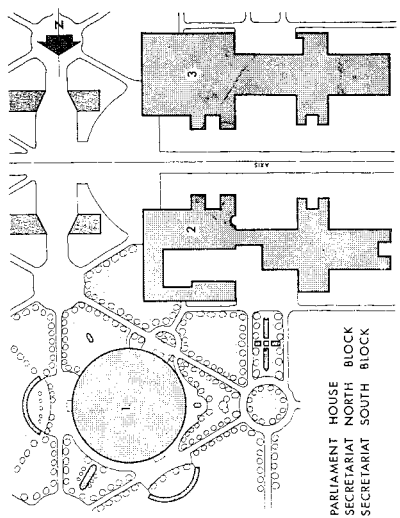 N
3
AXIS
2
1
PARLIAMENT HOUSE
SECRETARIAT NORTH BLOCK
SECRETARIAT SOUTH BLOCK